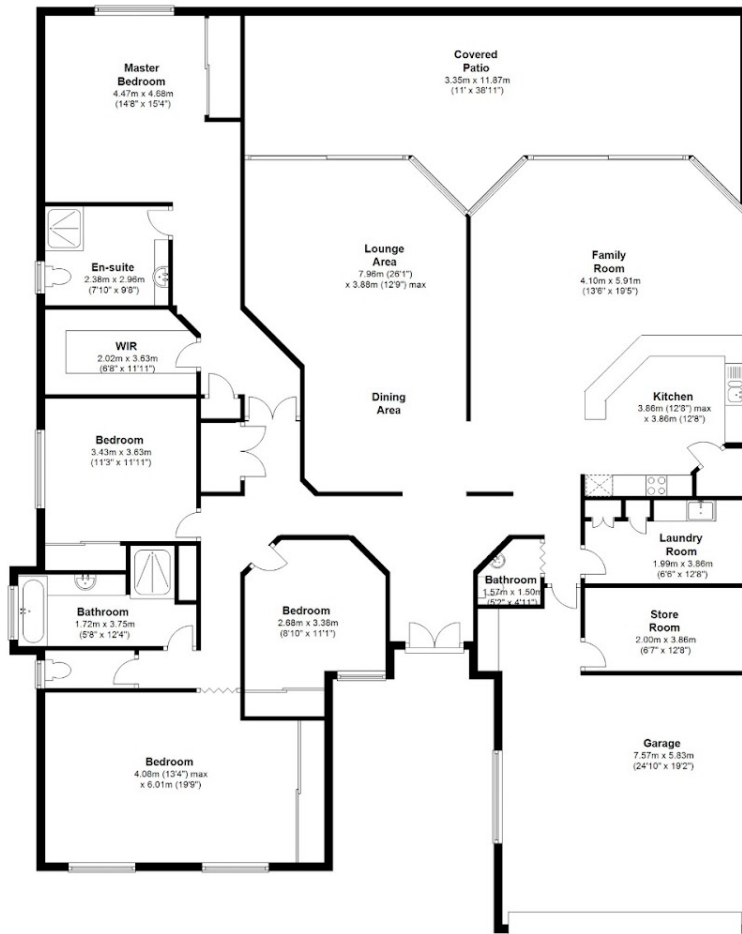 Master
Bedroom
4.47m x 4.68m
(14'8" x 15'4")
Covered
Patio
3.35m x 11.87m
(11' x 38'11")
En-suite
2.38m x 2.96m
(7'10" x 9'8")
Lounge
Area
7.96m (26'1")
x 3.88m (12'9") max
Family
Room
4.10m x 5.91m
(13'6" x 19'5")
WIR
2.02m x 3.63m
(6'8" x 11'11")
Dining
Area
Kitchen
3.86m (12'8") max
x 3.86m (12'8")
Bedroom
3.43m x 3.63m
(11'3" x 11'11")
Laundry
Room
1.99m x 3.86m
(6'6" x 12'8")
Bathroom
1.57m x 1.50m
(5'2" x 4'11")
Bathroom
1.72m x 3.75m
(5'8" x 12'4")
Bedroom
2.68m x 3.38m
(8'10" x 11'1")
Store
Room
2.00m x 3.86m
(6'7" x 12'8")
Bedroom
4.08m (13'4") max
x 6.01m (19'9")
Garage
7.57m x 5.83m
(24'10" x 19'2")